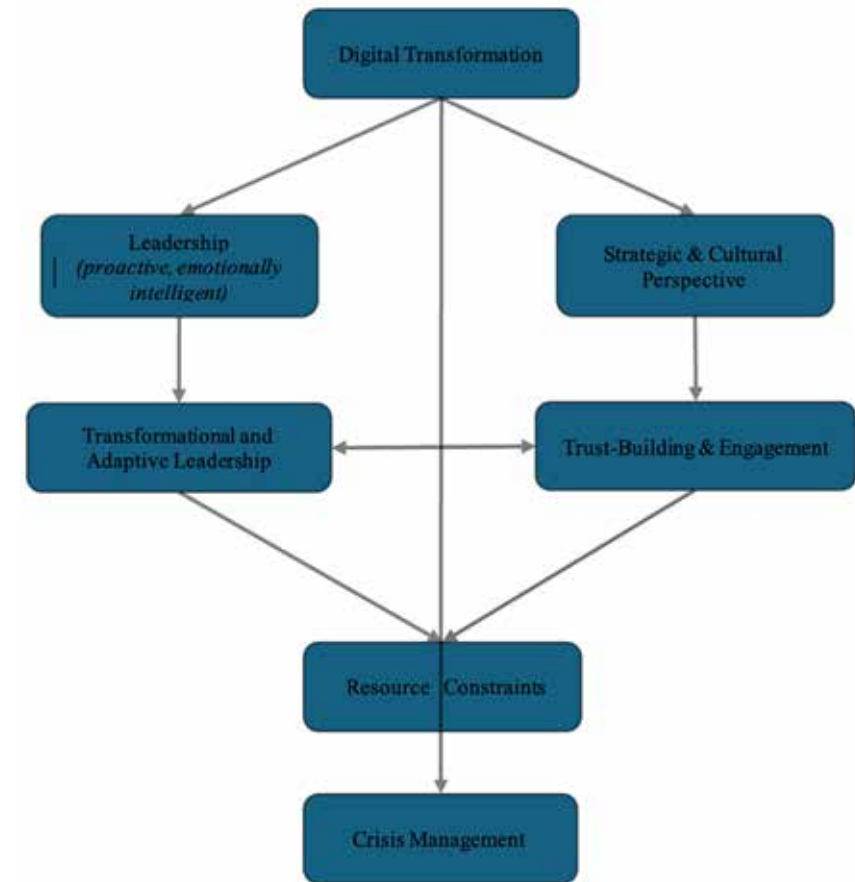 Digital Transformation
Leadership
(proactive, emotionally
intelligent)
Strategic & Cultural
Perspective
Transformational and
Adaptive Leadership
Trust-Building & Engagement
Resource Constraints
Crisis Management